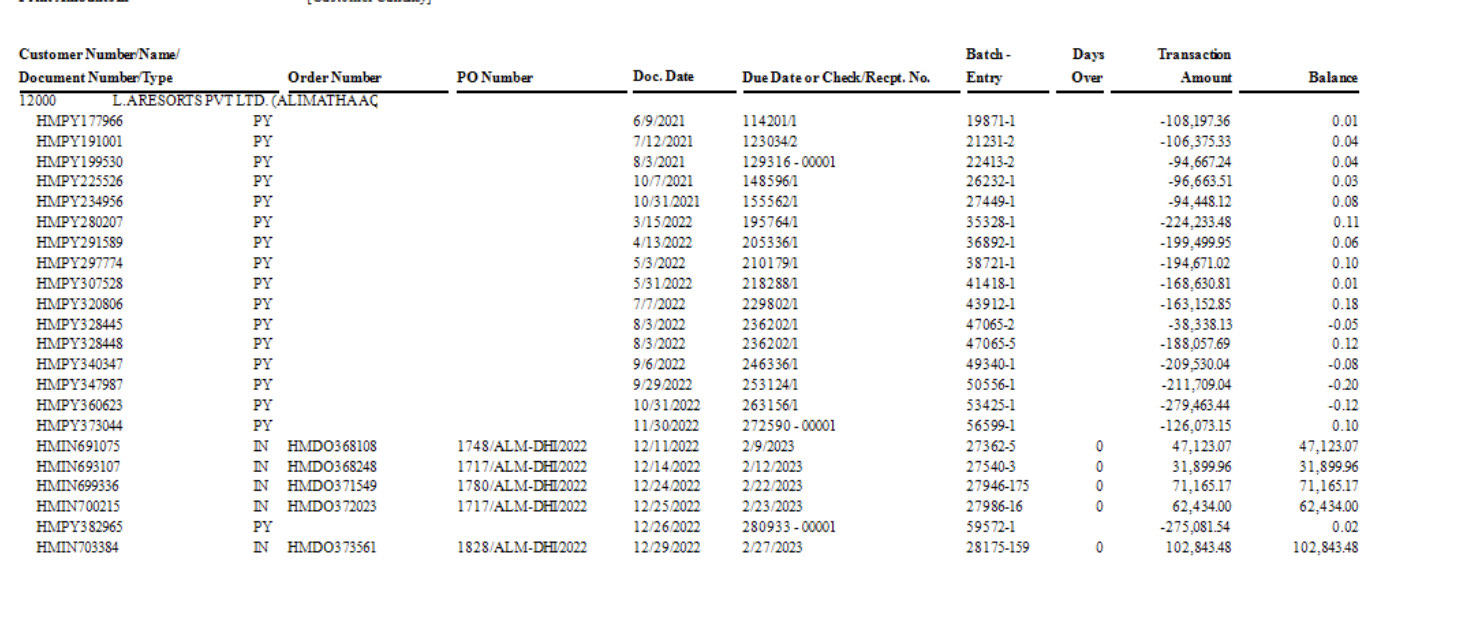 [Customer Currency]
Customer Number/Name/ Batch - Days Transaction
Document Number/Type Order Number PO Number Doc. Date Due Date or Check/Recpt. No. Entry Over Amount Balance
12000 L.ARESORTS PVT LTD. (ALIMATHA AQ
HMPY177966 PY 6/9/2021 114201/1 19871-1 -108,197.36 0.01
HMPY191001 PY 7/12/2021 123034/2 21231-2 -106,375.33 0.04
HMPY199530 PY 8/3/2021 129316 - 00001 22413-2 -94,667.24 0.04
HMPY225526 PY 10/7/2021 148596/1 26232-1 -96,663.51 0.03
HMPY234956 PY 10/31/2021 155562/1 27449-1 -94,448.12 0.08
HMPY280207 PY 3/15/2022 195764/1 35328-1 -224,233.48 0.11
HMPY291589 PY 4/13/2022 205336/1 36892-1 -199,499.95 0.06
HMPY297774 PY 5/3/2022 210179/1 38721-1 -194,671.02 0.10
HMPY307528 PY 5/31/2022 218288/1 41418-1 -168,630.81 0.01
HMPY320806 PY 7/7/2022 229802/1 43912-1 -163,152.85 0.18
HMPY328445 PY 8/3/2022 236202/1 47065-2 -38,338.13 -0.05
HMPY328448 PY 8/3/2022 236202/1 47065-5 -188,057.69 0.12
HMPY340347 PY 9/6/2022 246336/1 49340-1 -209,530.04 -0.08
HMPY347987 PY 9/29/2022 253124/1 50556-1 -211,709.04 -0.20
HMPY360623 PY 10/31/2022 263156/1 53425-1 -279,463.44 -0.12
HMPY373044 PY 11/30/2022 272590 - 00001 56599-1 -126,073.15 0.10
HMIN691075 IN HMDO368108 1748/ALM-DHI/2022 12/11/2022 2/9/2023 27362-5 0 47,123.07 47,123.07
HMIN693107 IN HMDO368248 1717/ALM-DHI/2022 12/14/2022 2/12/2023 27540-3 0 31,899.96 31,899.96
HMIN699336 IN HMDO371549 1780/ALM-DHI/2022 12/24/2022 2/22/2023 27946-175 0 71,165.17 71,165.17
HMIN700215 IN HMDO372023 1717/ALM-DHI/2022 12/25/2022 2/23/2023 27986-16 0 62,434.00 62,434.00
HMPY382965 PY 12/26/2022 280933 - 00001 59572-1 -275,081.54 0.02
HMIN703384 IN HMDO373561 1828/ALM-DHI/2022 12/29/2022 2/27/2023 28175-159 0 102,843.48 102,843.48